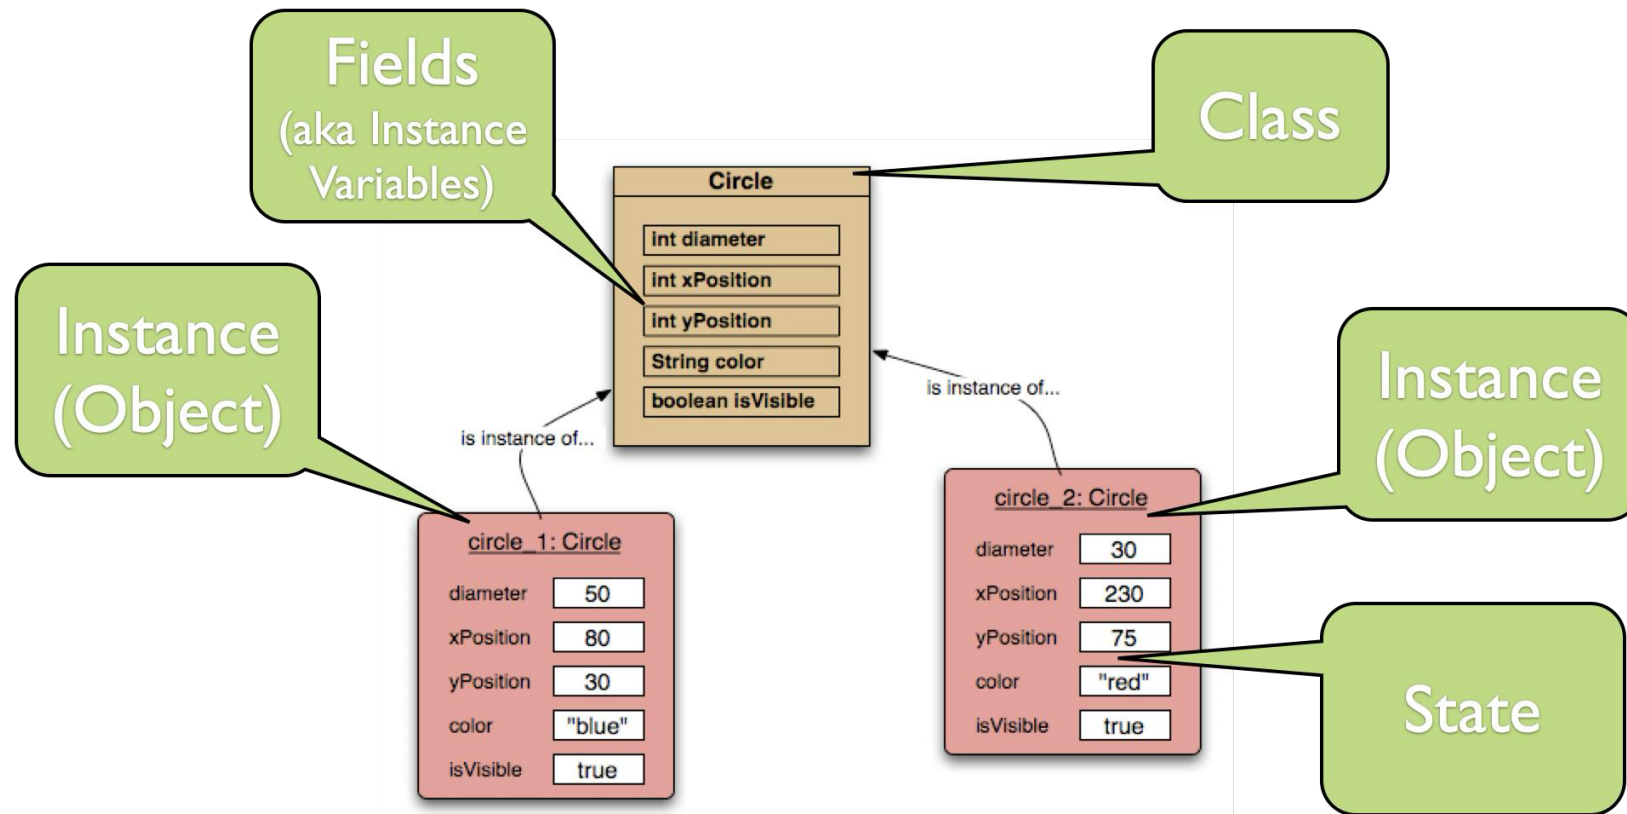 Fields
(aka Instance
Variables)
Class
Circle
int diameter
int xPosition
int yPosition
String color
boolean isVisible
Instance
(Object)
is instance of...
is instance of...
Instance
(Object)
circle_1: Circle
diameter 50
xPosition 80
yPosition 30
color "blue"
isVisible true
circle_2: Circle
diameter 30
xPosition 230
yPosition 75
color "red"
isVisible true
State